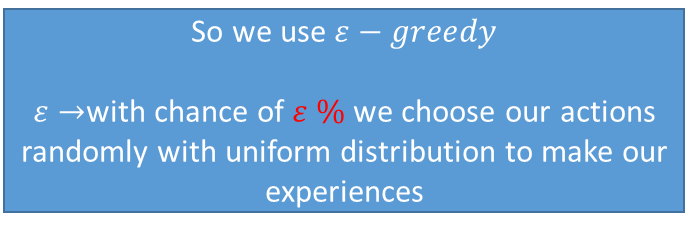 So we use ε − greedy
ε →with chance of ε % we choose our actions
randomly with uniform distribution to make our
experiences